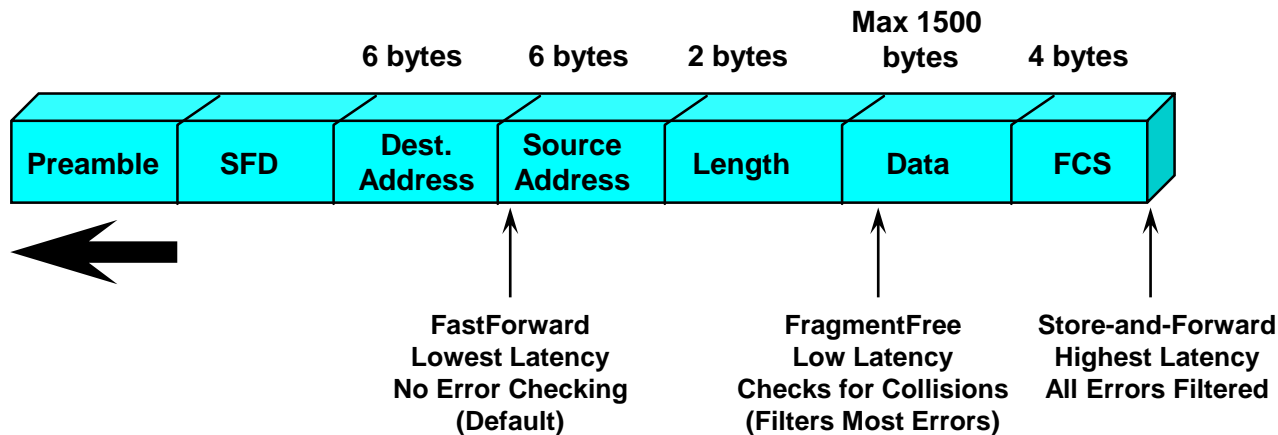 Max 1500
6 bytes 6 bytes 2 bytes bytes 4 bytes
Preamble SFD Dest. Address Source Address Length Data FCS
FastForward
Lowest Latency
No Error Checking
(Default)
FragmentFree
Low Latency
Checks for Collisions
(Filters Most Errors)
Store-and-Forward
Highest Latency
All Errors Filtered